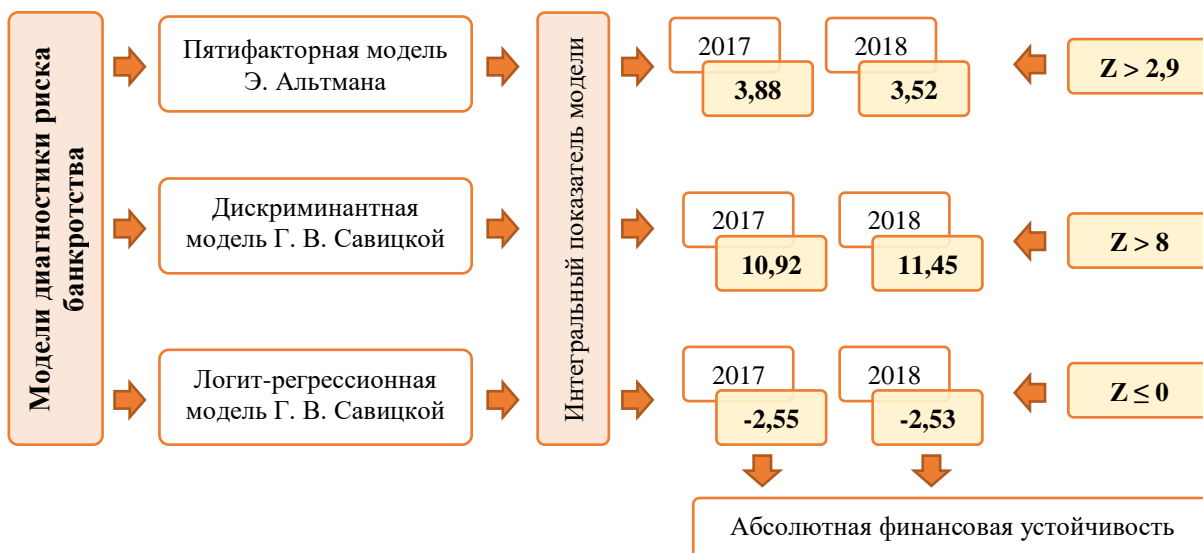 Модели диагностики риска
банкротства
Пятифакторная модель
Э. Альтмана
Дискриминантная
модель Г. В. Савицкой
Логит-регрессионная
модель Г. В. Савицкой
Интегральный показатель модели
2017
3,88
2018
3,52
Z > 2,9
2017
10,92
2018
11,45
Z > 8
2017
-2,55
2018
-2,53
Z ≤ 0
Абсолютная финансовая устойчивость